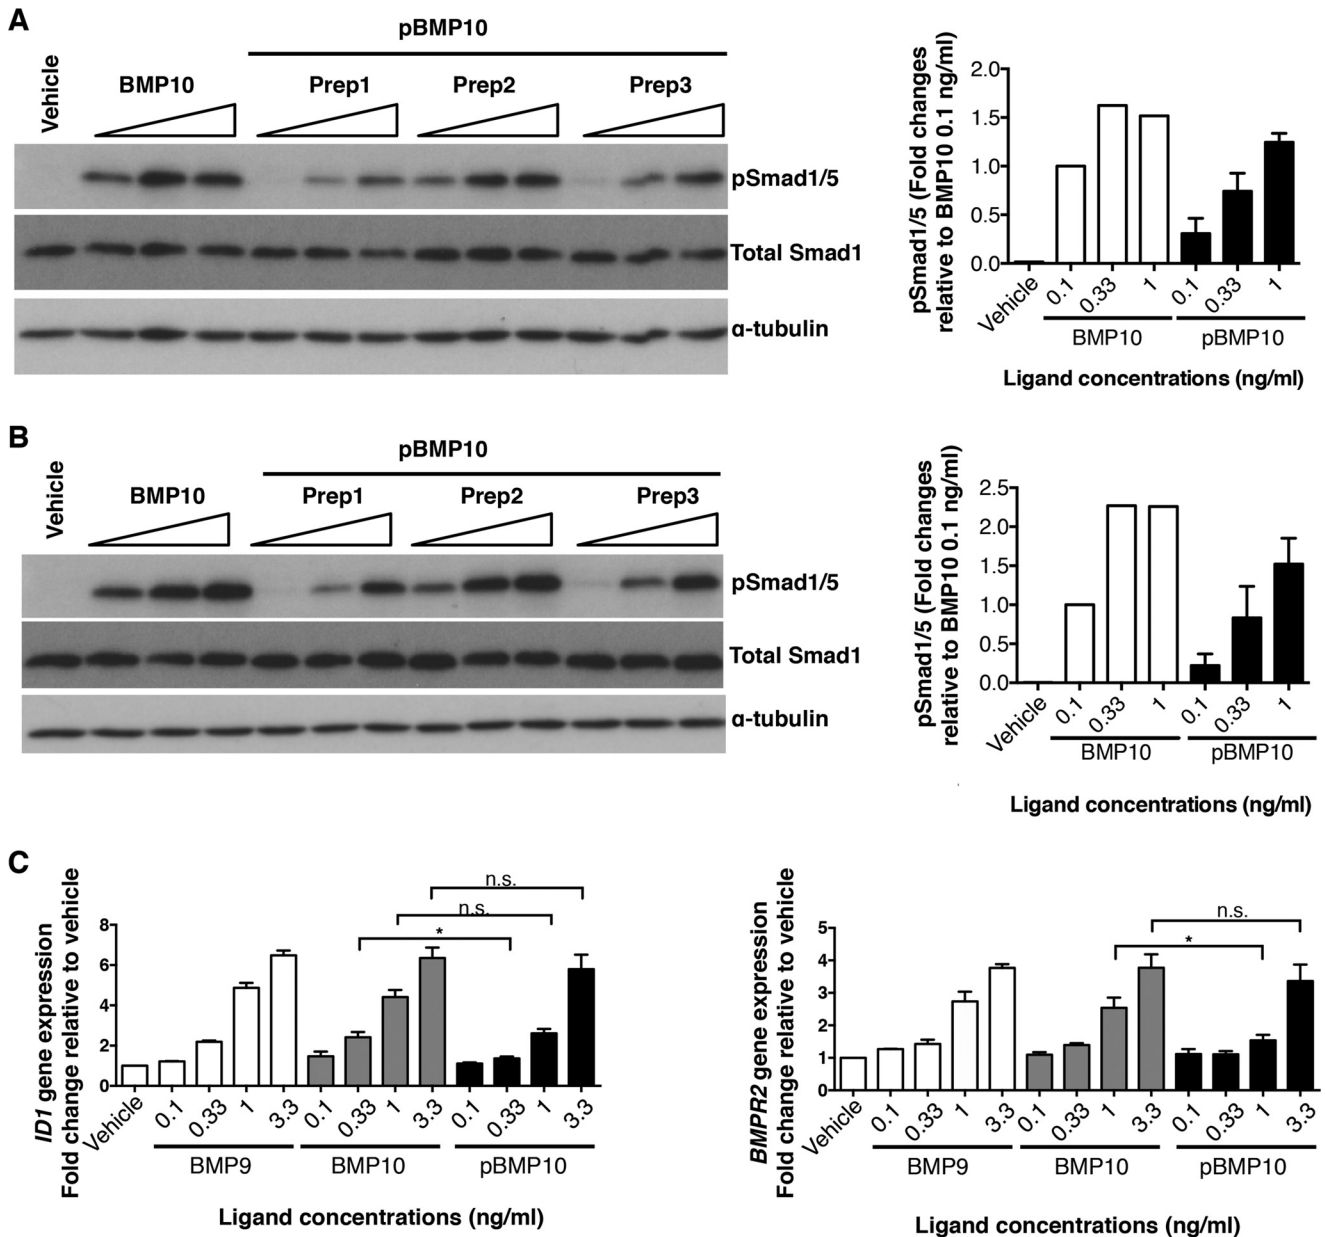 A
pBMP10
Vehicle
BMP10
Prep1
Prep2
Prep3
pSmad1/5
Total Smad1
α-tubulin
pSmad1/5 (Fold changes
relative to BMP10 0.1 ng/ml)
2.0
1.5
1.0
0.5
0.0
Vehicle
0.1
0.33
1
0.1
0.33
1
BMP10
pBMP10
Ligand concentrations (ng/ml)
B
pBMP10
Vehicle
BMP10
Prep1
Prep2
Prep3
pSmad1/5
Total Smad1
α-tubulin
pSmad1/5 (Fold changes
relative to BMP10 0.1 ng/ml)
2.5
2.0
1.5
1.0
0.5
0.0
Vehicle
0.1
0.33
1
0.1
0.33
1
BMP10
pBMP10
Ligand concentrations (ng/ml)
C
ID1 gene expression
Fold change relative to vehicle
n.s.
n.s.
*
8
6
4
2
0
Vehicle
0.1
0.33
1
3.3
0.1
0.33
1
3.3
0.1
0.33
1
3.3
BMP9
BMP10
pBMP10
Ligand concentrations (ng/ml)
BMPR2 gene expression
Fold change relative to vehicle
n.s.
*
5
4
3
2
1
0
Vehicle
0.1
0.33
1
3.3
0.1
0.33
1
3.3
0.1
0.33
1
3.3
BMP9
BMP10
pBMP10
Ligand concentrations (ng/ml)